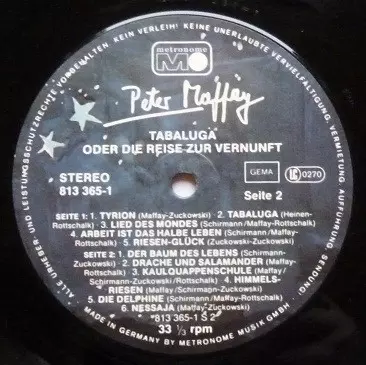 ALLE URHEBER UND LEISTUNGSSCHUTZRECHTE VORBEHALTEN KEIN VERLEIH! KEINE UNERLAUBTE VERVIELFÄLTIGUNG, VERMIETUNG, AUFFÜHRUNG, SENDUNG.
metronome
Peter Maffay
TABALUGA
ODER DIE REISE ZUR VERNUNFT
STEREO
813 365-1
GEMA
LC 0270
Seite 2
SEITE 1: 1. TYRION (Maffay-Zuckowski) 2. TABALUGA (Heinen-
Rottschalk) 3. LIED DES MONDES (Schirmann/Maffay-Rottschalk)
4. ARBEIT IST DAS HALBE LEBEN (Schirmann/Maffay-
Rottschalk) 5. RIESEN-GLÜCK (Zuckowski-Zuckowski)
SEITE 2: 1. DER BAUM DES LEBENS (Schirmann/
Maffay-Zuckowski) 2. DRACHE UND SALAMANDER (Maffay-
Rottschalk) 3. KAULQUAPPENSCHULE (Maffay/
Schirmann-Zuckowski/Rottschalk) 4. HIMMELS-
RIESEN (Schirmann/Maffay-Rottschalk)
5. DIE DELPHINE (Schirmann/Maffay-Rottschalk)
6. NESSAJA (Maffay-Zuckowski)
813 365-1 S 2
33 ⅓ rpm
MADE IN GERMANY BY METRONOME MUSIK GMBH